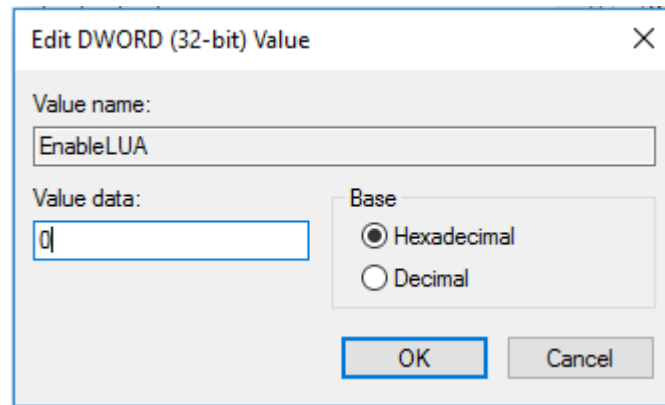 Edit DWORD (32-bit) Value
Value name:
EnableLUA
Value data:
0
Base
Hexadecimal
Decimal
OK
Cancel